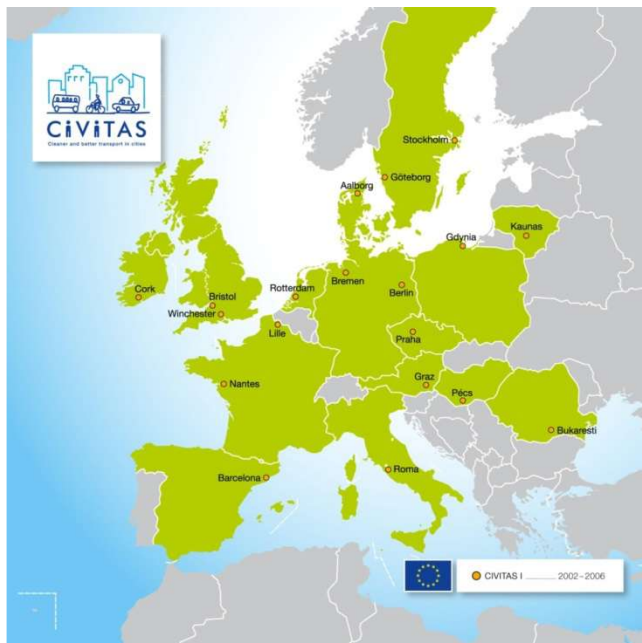 CIVITAS
Cleaner and better transport in cities
Stockholm
Göteborg
Aalborg
Kaunas
Gdynia
Bremen
Berlin
Rotterdam
Cork
Bristol
Winchester
Lille
Praha
Graz
Pécs
Nantes
Bukaresti
Roma
Barcelona
CIVITAS I ............ 2002–2006